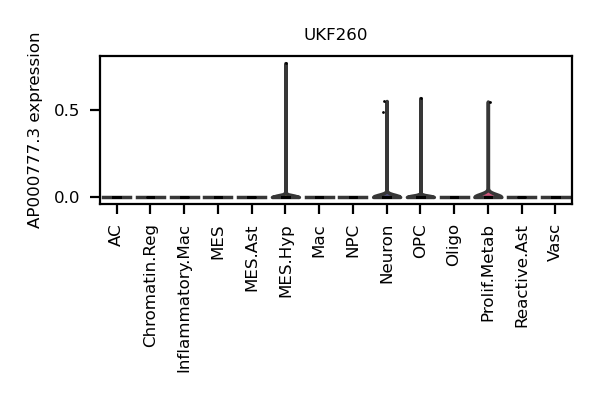 UKF260
AP000777.3 expression
0.5
0.0
AC
Chromatin.Reg
Inflammatory.Mac
MES
MES.Ast
MES.Hyp
Mac
NPC
Neuron
OPC
Oligo
Prolif.Metab
Reactive.Ast
Vasc